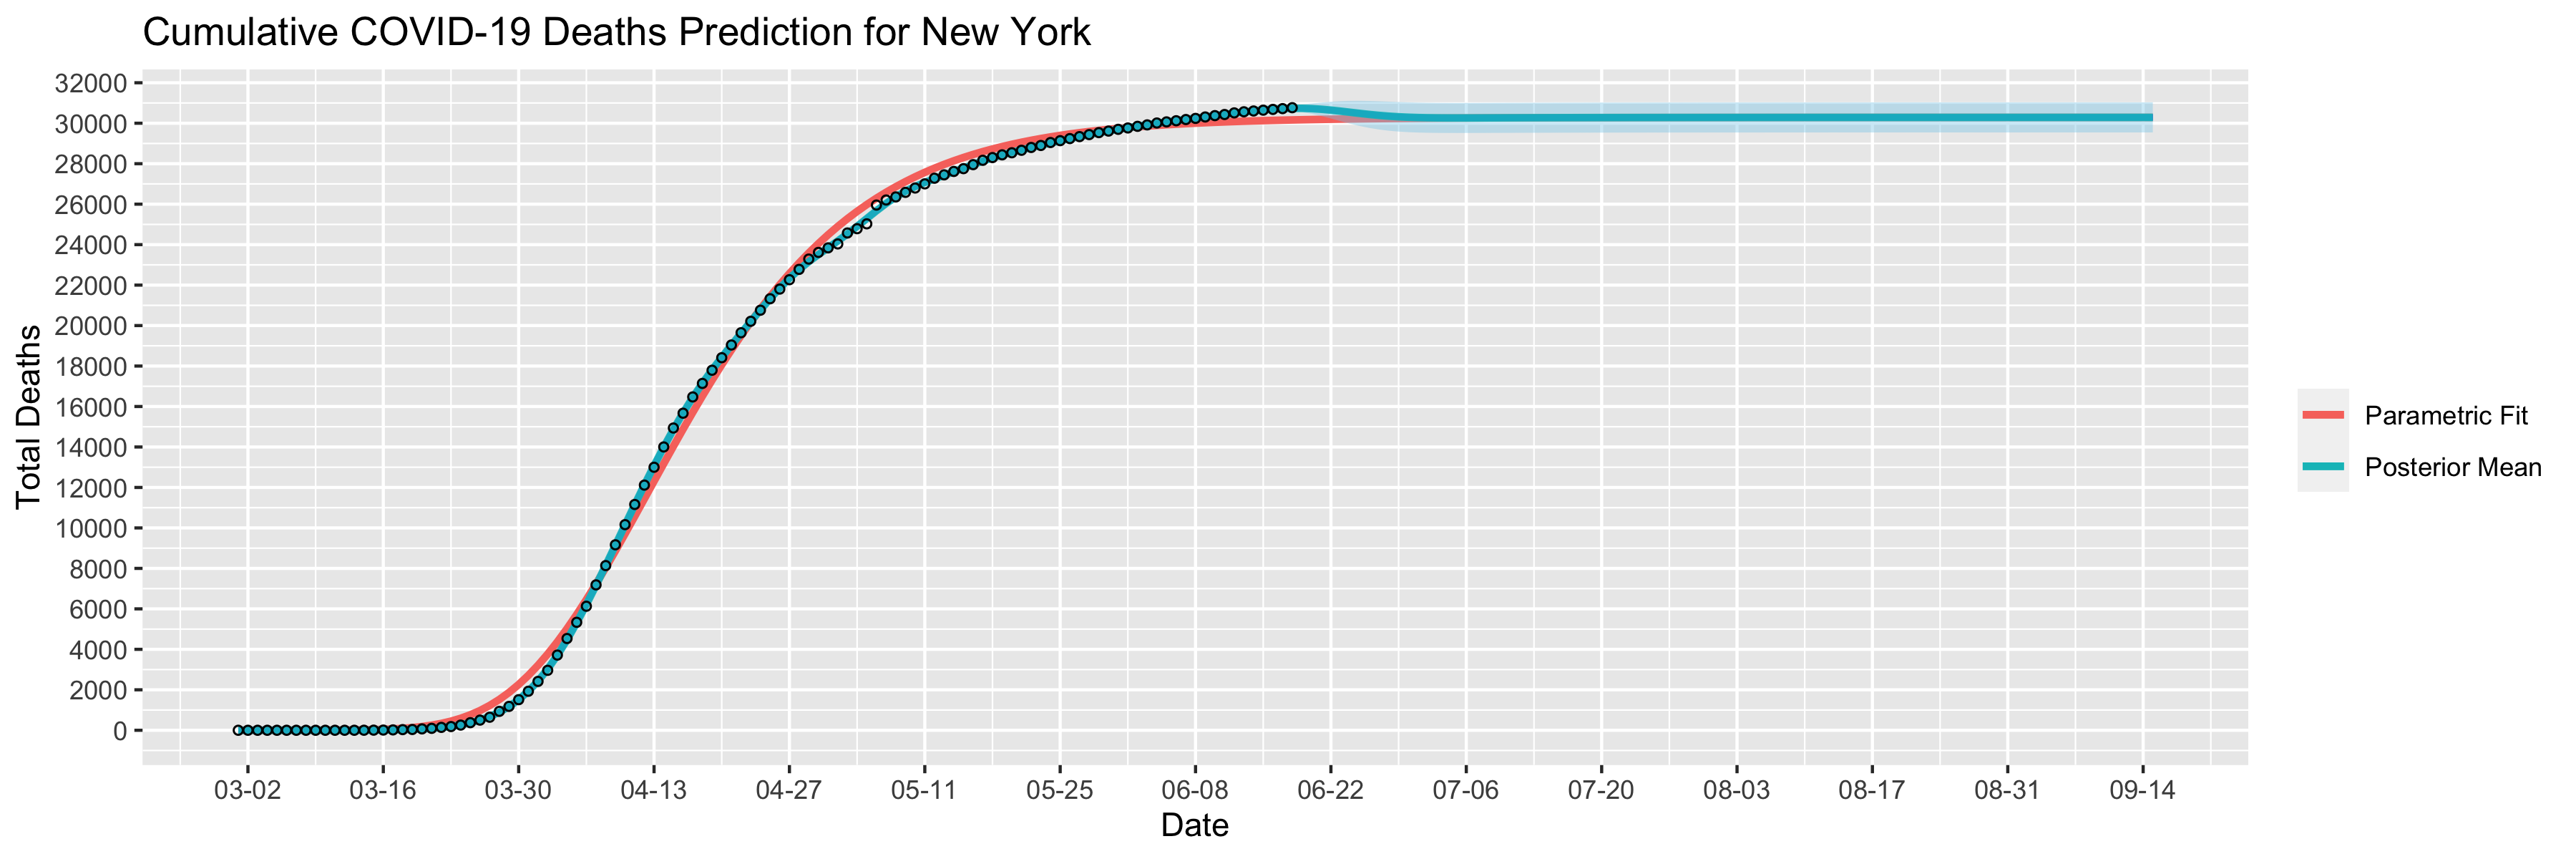 Cumulative COVID-19 Deaths Prediction for New York
32000
30000
28000
26000
24000
22000
20000
18000
16000
14000
12000
10000
8000
6000
4000
2000
0
Total Deaths
03-02 03-16 03-30 04-13 04-27 05-11 05-25 06-08 06-22 07-06 07-20 08-03 08-17 08-31 09-14
Date
Parametric Fit
Posterior Mean